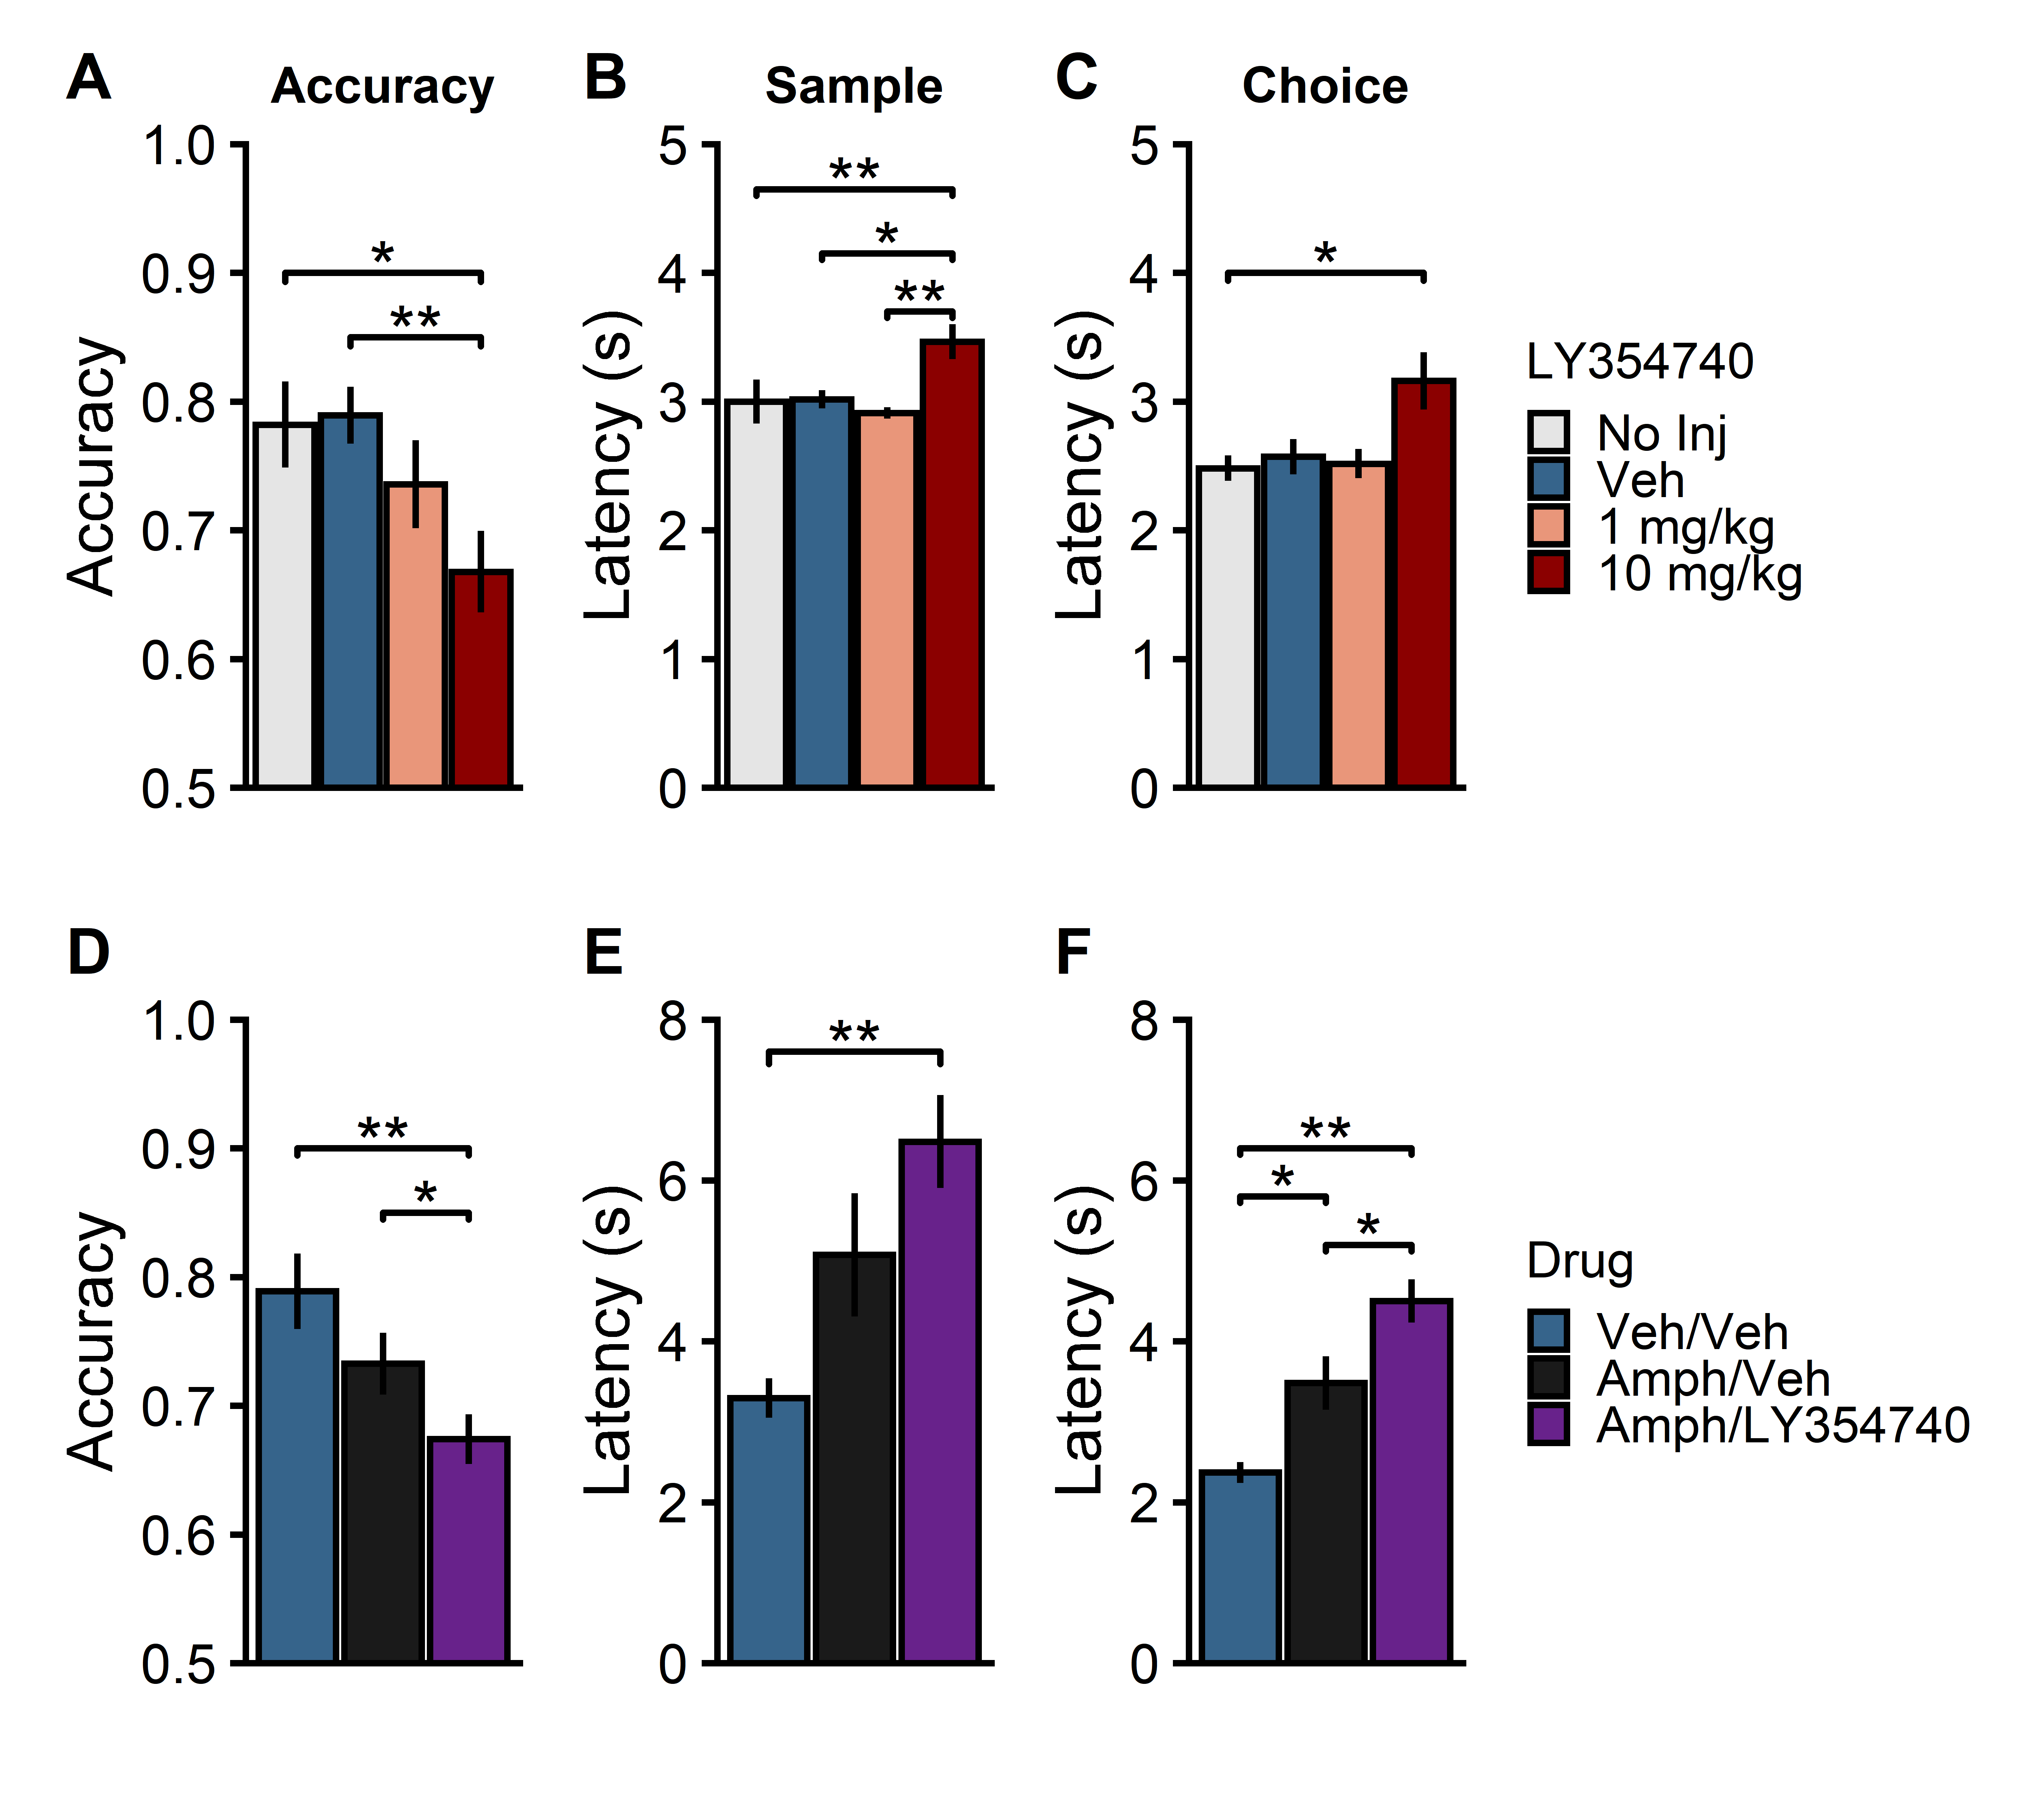 A Accuracy
1.0
0.9
0.8
0.7
0.6
0.5
Accuracy
*
**
B Sample
5
4
3
2
1
0
Latency (s)
**
*
**
C Choice
5
4
3
2
1
0
Latency (s)
*
LY354740
No Inj
Veh
1 mg/kg
10 mg/kg
D
1.0
0.9
0.8
0.7
0.6
0.5
Accuracy
**
*
E
8
6
4
2
0
Latency (s)
**
F
8
6
4
2
0
Latency (s)
**
*
*
Drug
Veh/Veh
Amph/Veh
Amph/LY354740